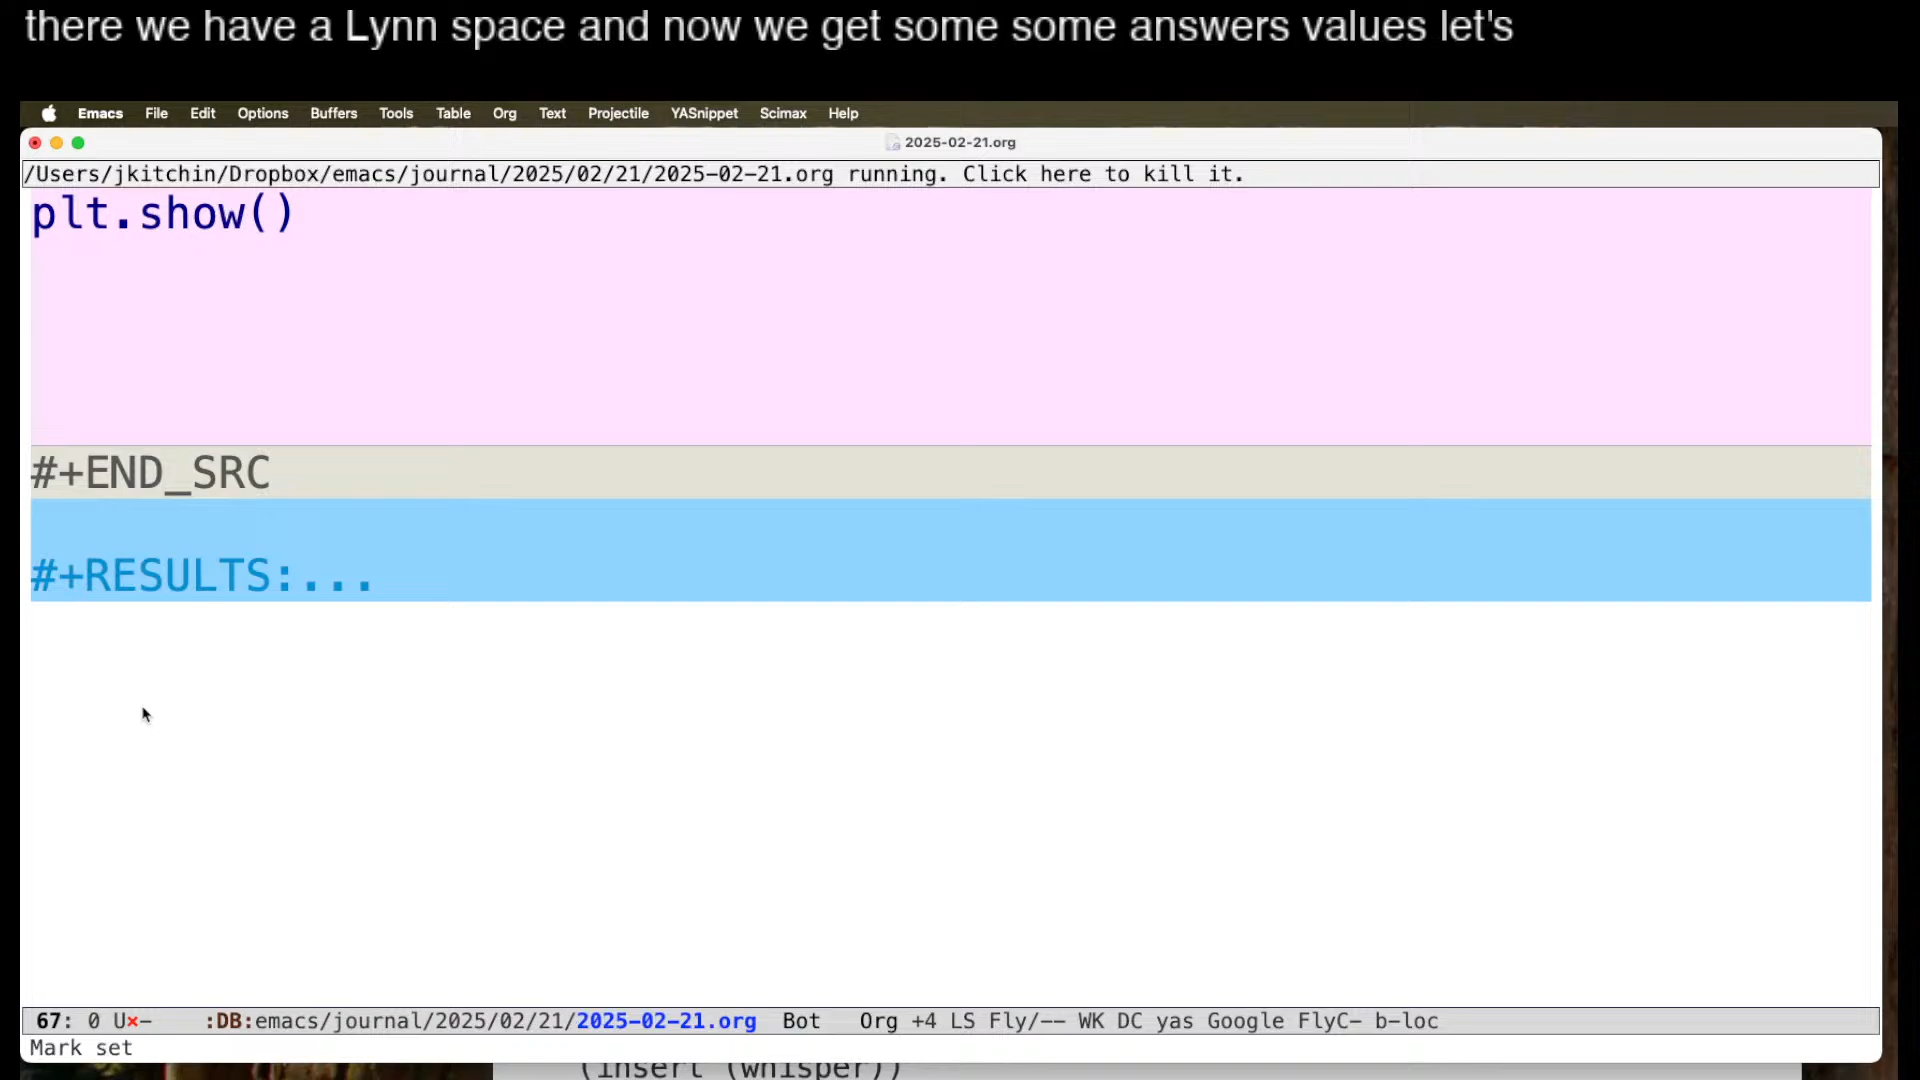 there we have a Lynn space and now we get some some answers values let's
Emacs File Edit Options Buffers Tools Table Org Text Projectile YASnippet Scimax Help
2025-02-21.org
/Users/jkitchin/Dropbox/emacs/journal/2025/02/21/2025-02-21.org running. Click here to kill it.
plt.show()
#+END_SRC
#+RESULTS:...
67: 0 U×- :DB:emacs/journal/2025/02/21/2025-02-21.org Bot Org +4 LS Fly/-- WK DC yas Google FlyC- b-loc
Mark set
(insert (whisper))